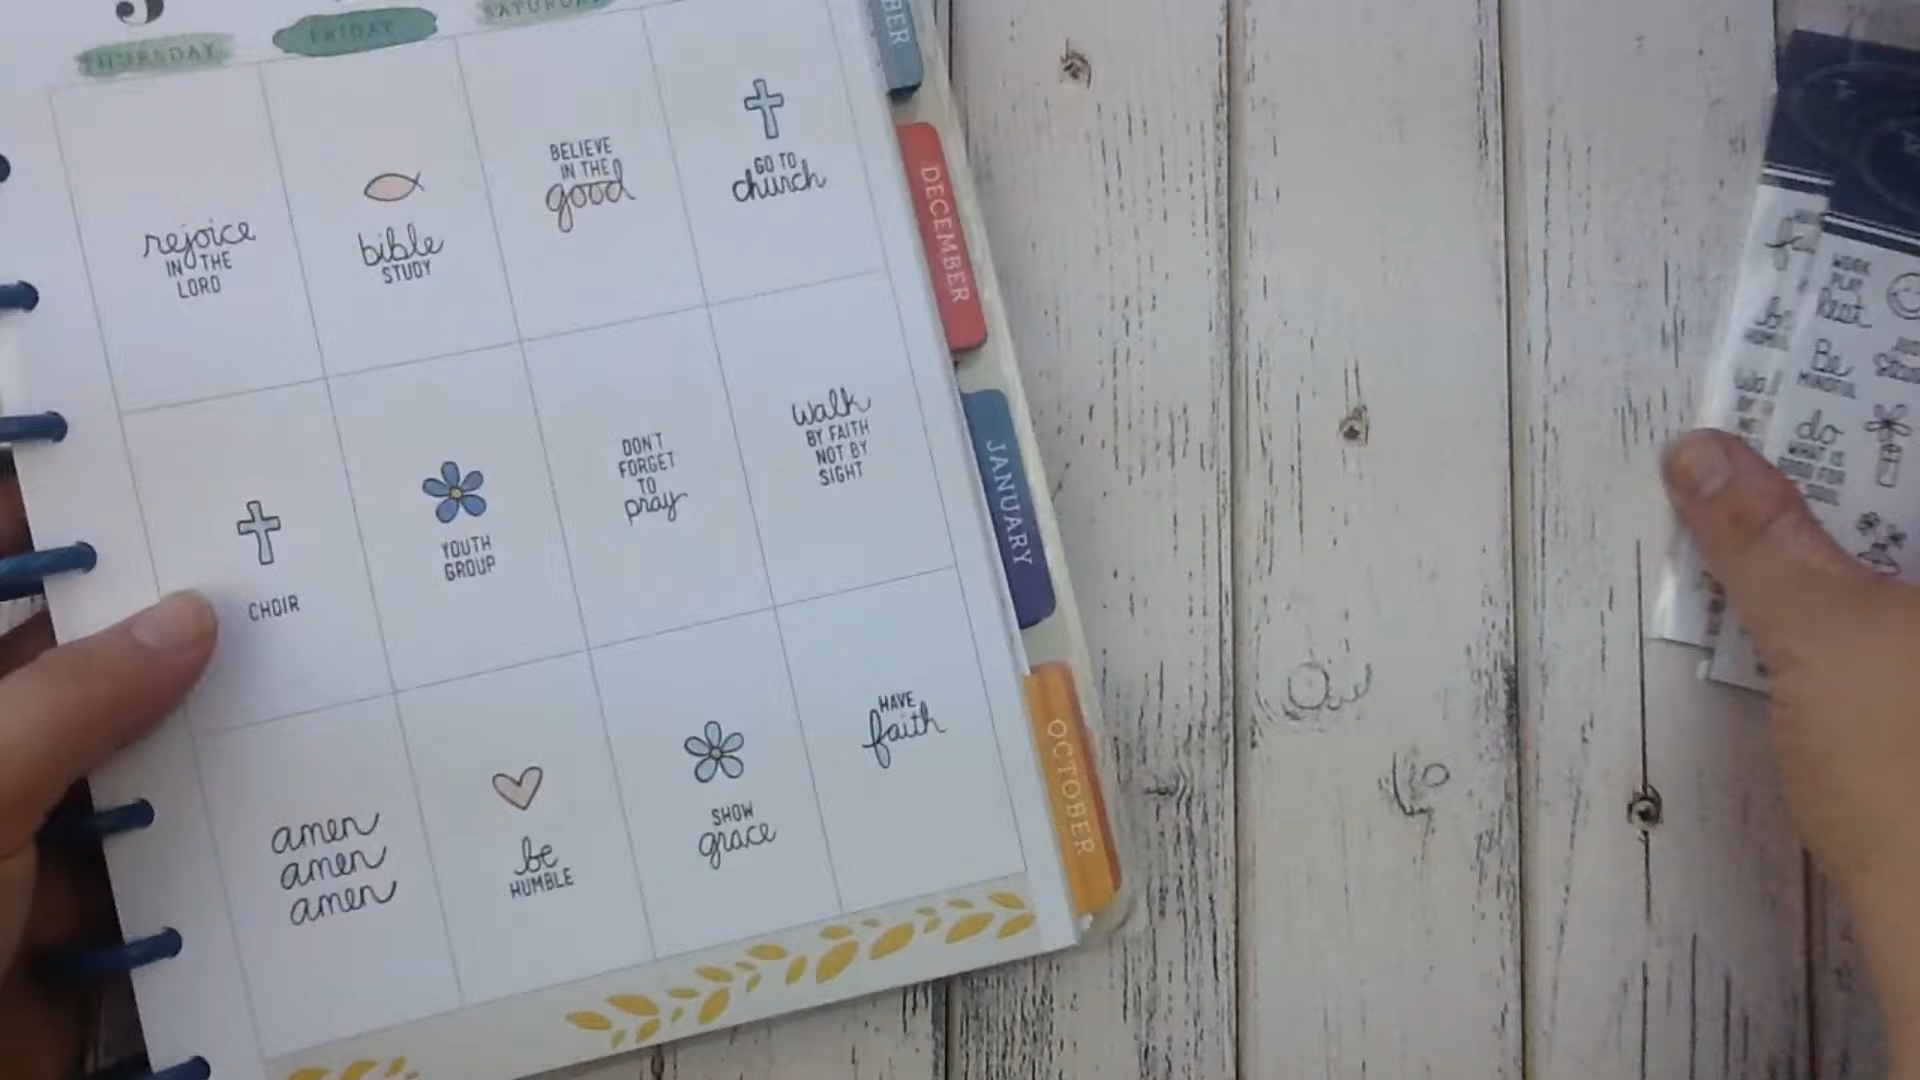 THURSDAY
FRIDAY
SATURDAY
rejoice
IN THE
LORD
bible
STUDY
BELIEVE
IN THE
good
GO TO
church
CHOIR
YOUTH
GROUP
DON'T
FORGET
TO
pray
walk
BY FAITH
NOT BY
SIGHT
amen
amen
amen
be
HUMBLE
SHOW
grace
HAVE
faith
BER
DECEMBER
JANUARY
OCTOBER
WORK
PLAY
Be
MINDFUL
do
WHAT IS
GOOD FOR